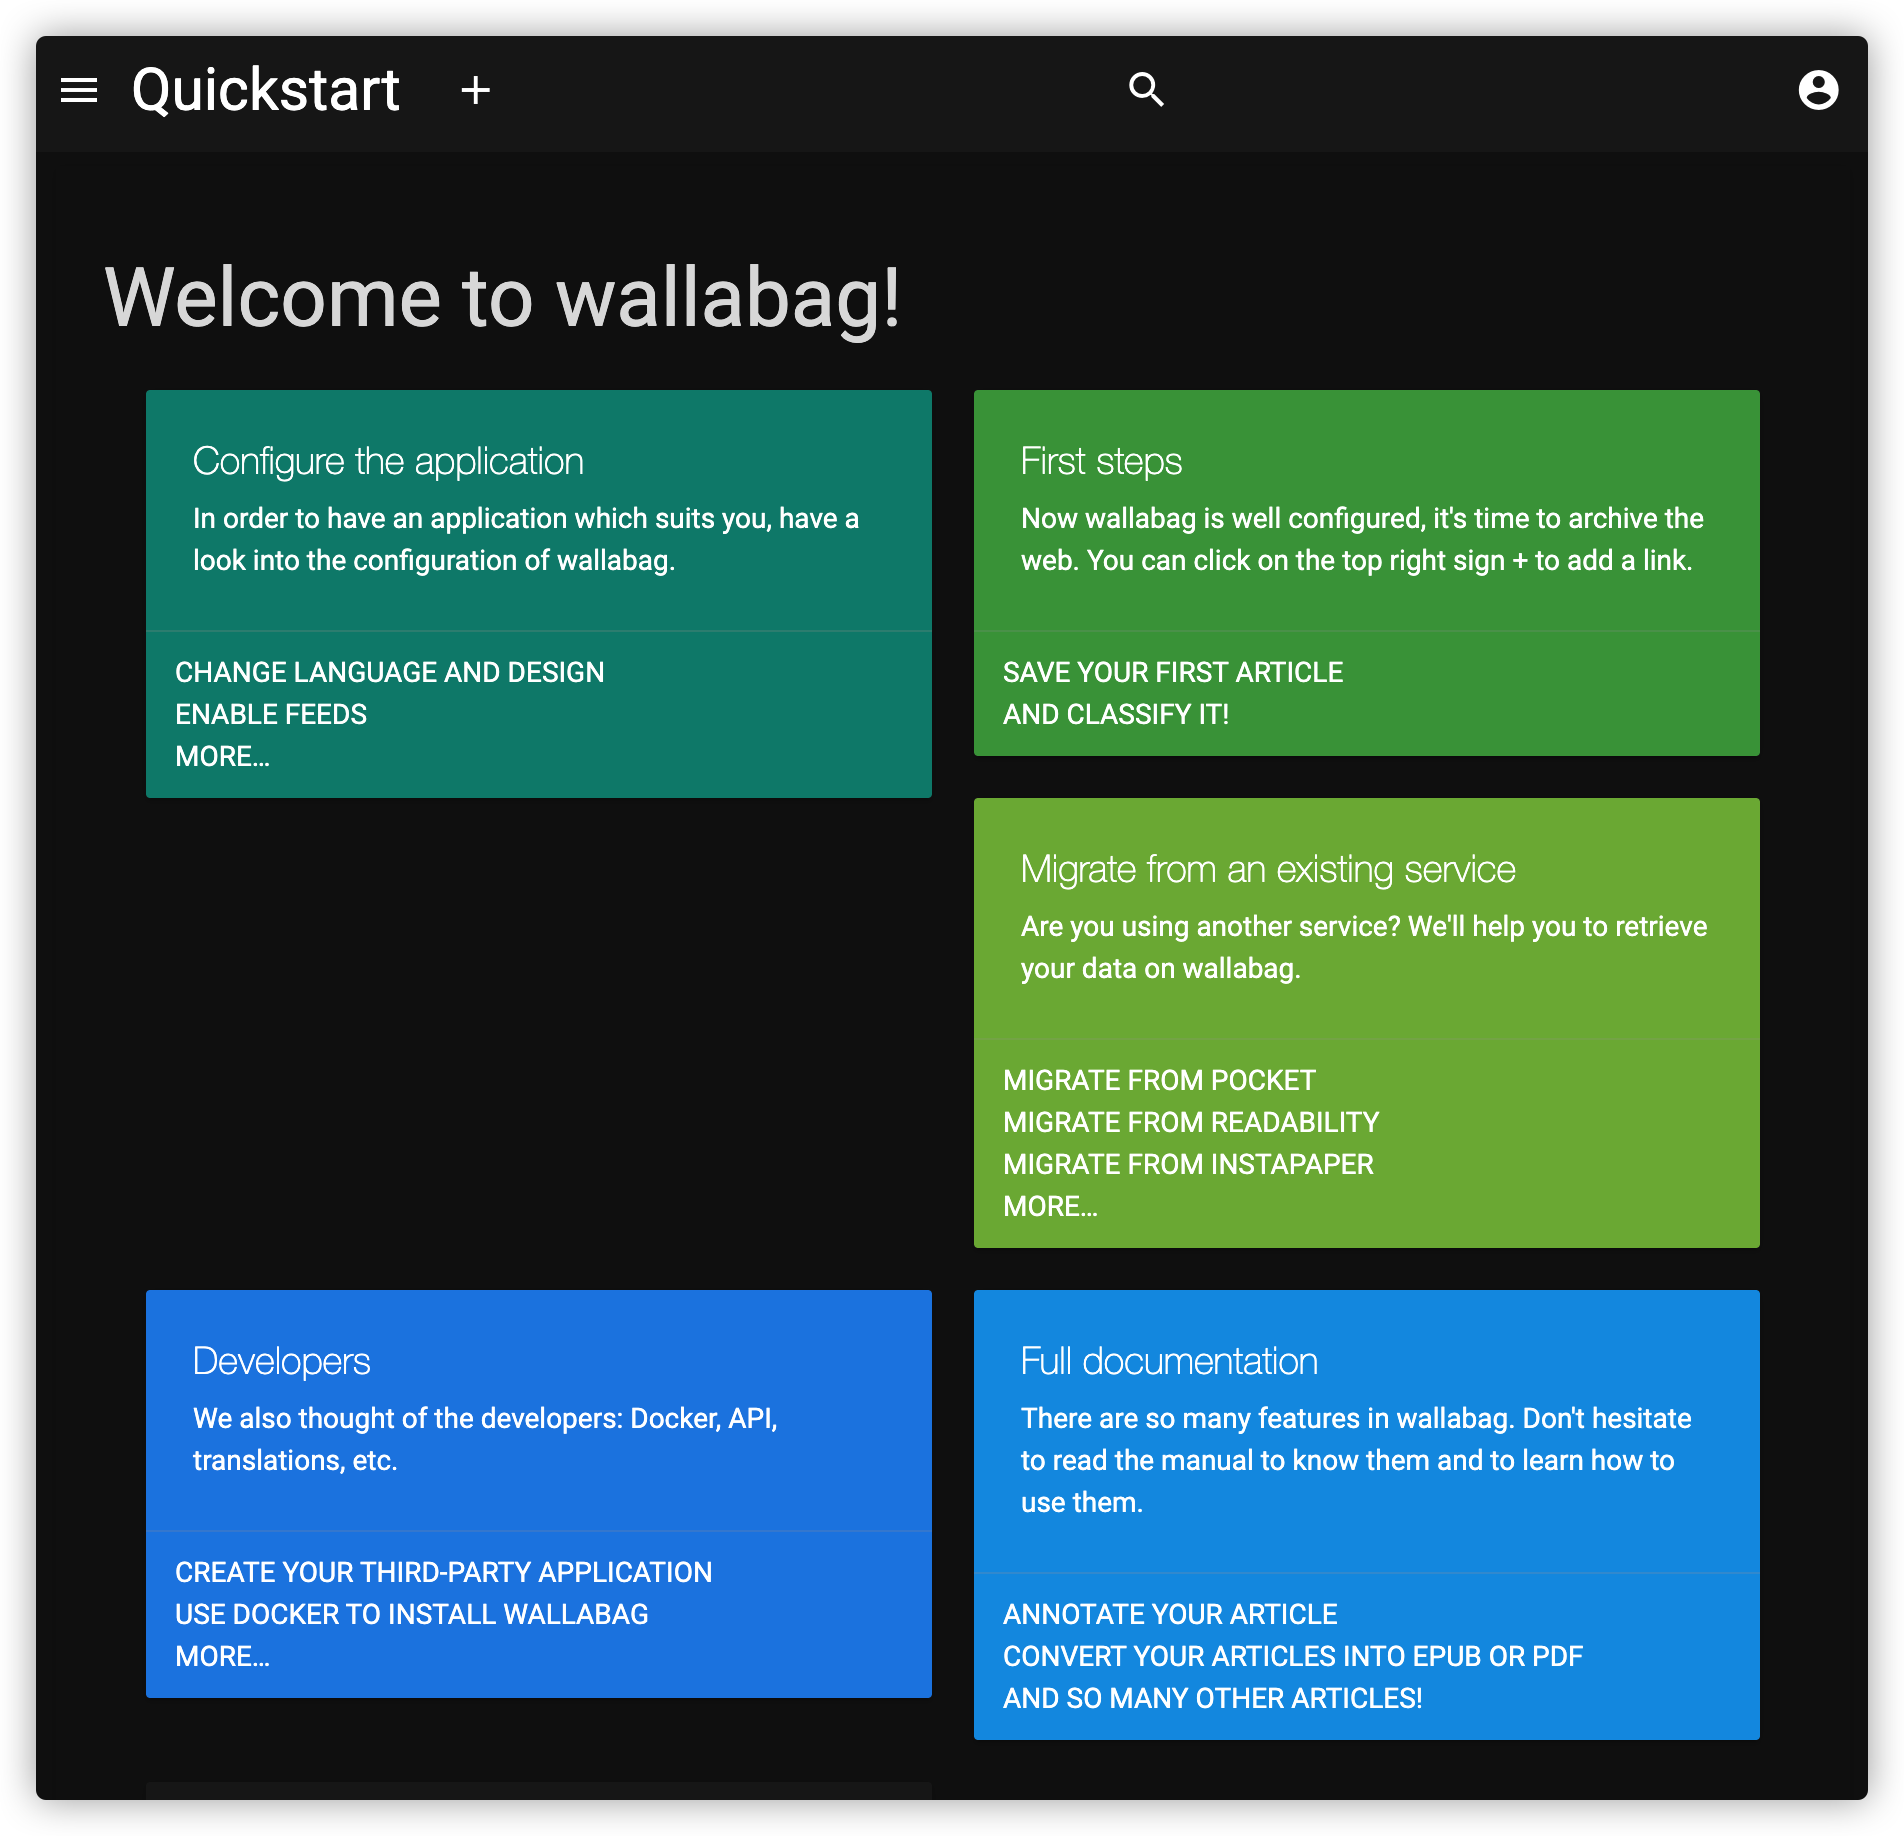 Quickstart +
Welcome to wallabag!
Configure the application
In order to have an application which suits you, have a
look into the configuration of wallabag.
CHANGE LANGUAGE AND DESIGN
ENABLE FEEDS
MORE…
First steps
Now wallabag is well configured, it's time to archive the
web. You can click on the top right sign + to add a link.
SAVE YOUR FIRST ARTICLE
AND CLASSIFY IT!
Migrate from an existing service
Are you using another service? We'll help you to retrieve
your data on wallabag.
MIGRATE FROM POCKET
MIGRATE FROM READABILITY
MIGRATE FROM INSTAPAPER
MORE…
Developers
We also thought of the developers: Docker, API,
translations, etc.
CREATE YOUR THIRD-PARTY APPLICATION
USE DOCKER TO INSTALL WALLABAG
MORE…
Full documentation
There are so many features in wallabag. Don't hesitate
to read the manual to know them and to learn how to
use them.
ANNOTATE YOUR ARTICLE
CONVERT YOUR ARTICLES INTO EPUB OR PDF
AND SO MANY OTHER ARTICLES!